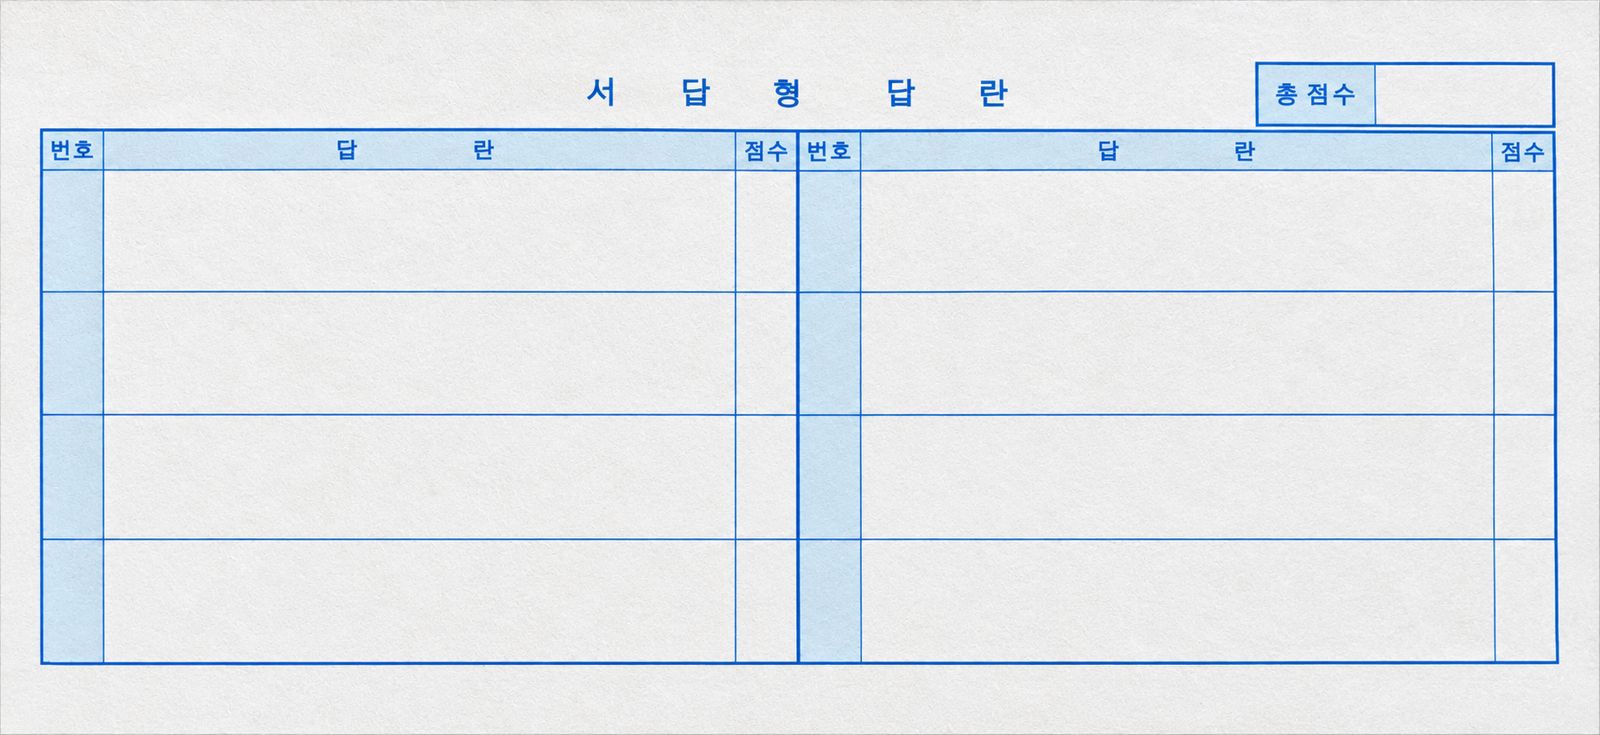 서 답 형 답 란
총 점수
번호 답 란 점수 번호 답 란 점수